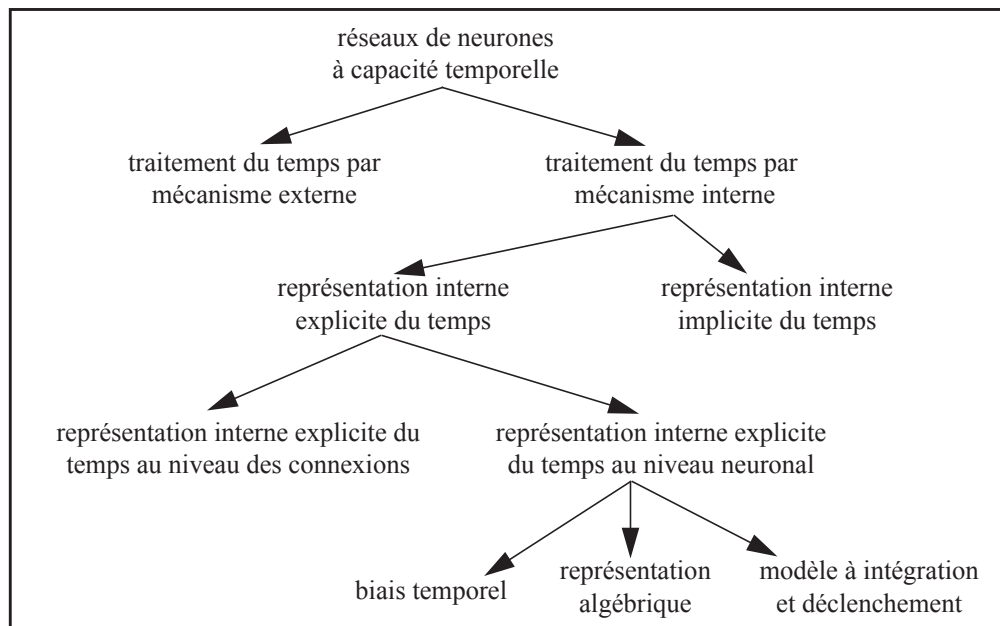 réseaux de neurones
à capacité temporelle
traitement du temps par
mécanisme externe
traitement du temps par
mécanisme interne
représentation interne
explicite du temps
représentation interne
implicite du temps
représentation interne explicite du
temps au niveau des connexions
représentation interne explicite
du temps au niveau neuronal
biais temporel
représentation
algébrique
modèle à intégration
et déclenchement